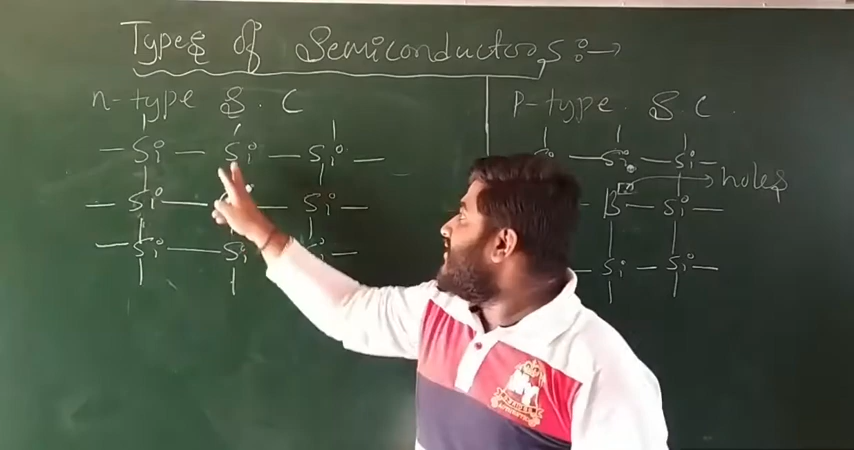 Types of Semiconductors :→
n-type S.C
P-type S.C.
Si Si Si
Si Si
Si Si Si
Si Si Si
B Si → holes
Si Si